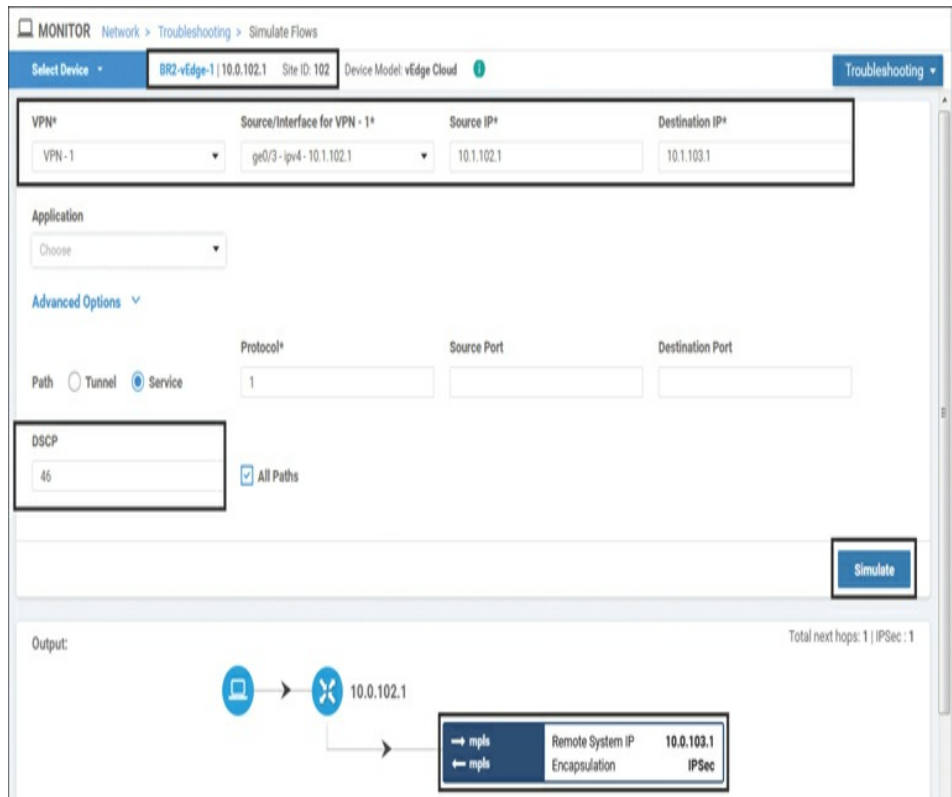 MONITOR Network > Troubleshooting > Simulate Flows
Select Device BR2-vEdge-1 | 10.0.102.1 Site ID: 102 Device Model: vEdge Cloud i Troubleshooting
VPN* Source/Interface for VPN - 1* Source IP* Destination IP*
VPN - 1 ge0/3 - ipv4 - 10.1.102.1 10.1.102.1 10.1.103.1
Application
Choose
Advanced Options
Protocol* Source Port Destination Port
Path Tunnel Service 1
DSCP
46 All Paths
Simulate
Output: Total next hops: 1 | IPSec : 1
10.0.102.1
→ mpls Remote System IP 10.0.103.1
← mpls Encapsulation IPSec